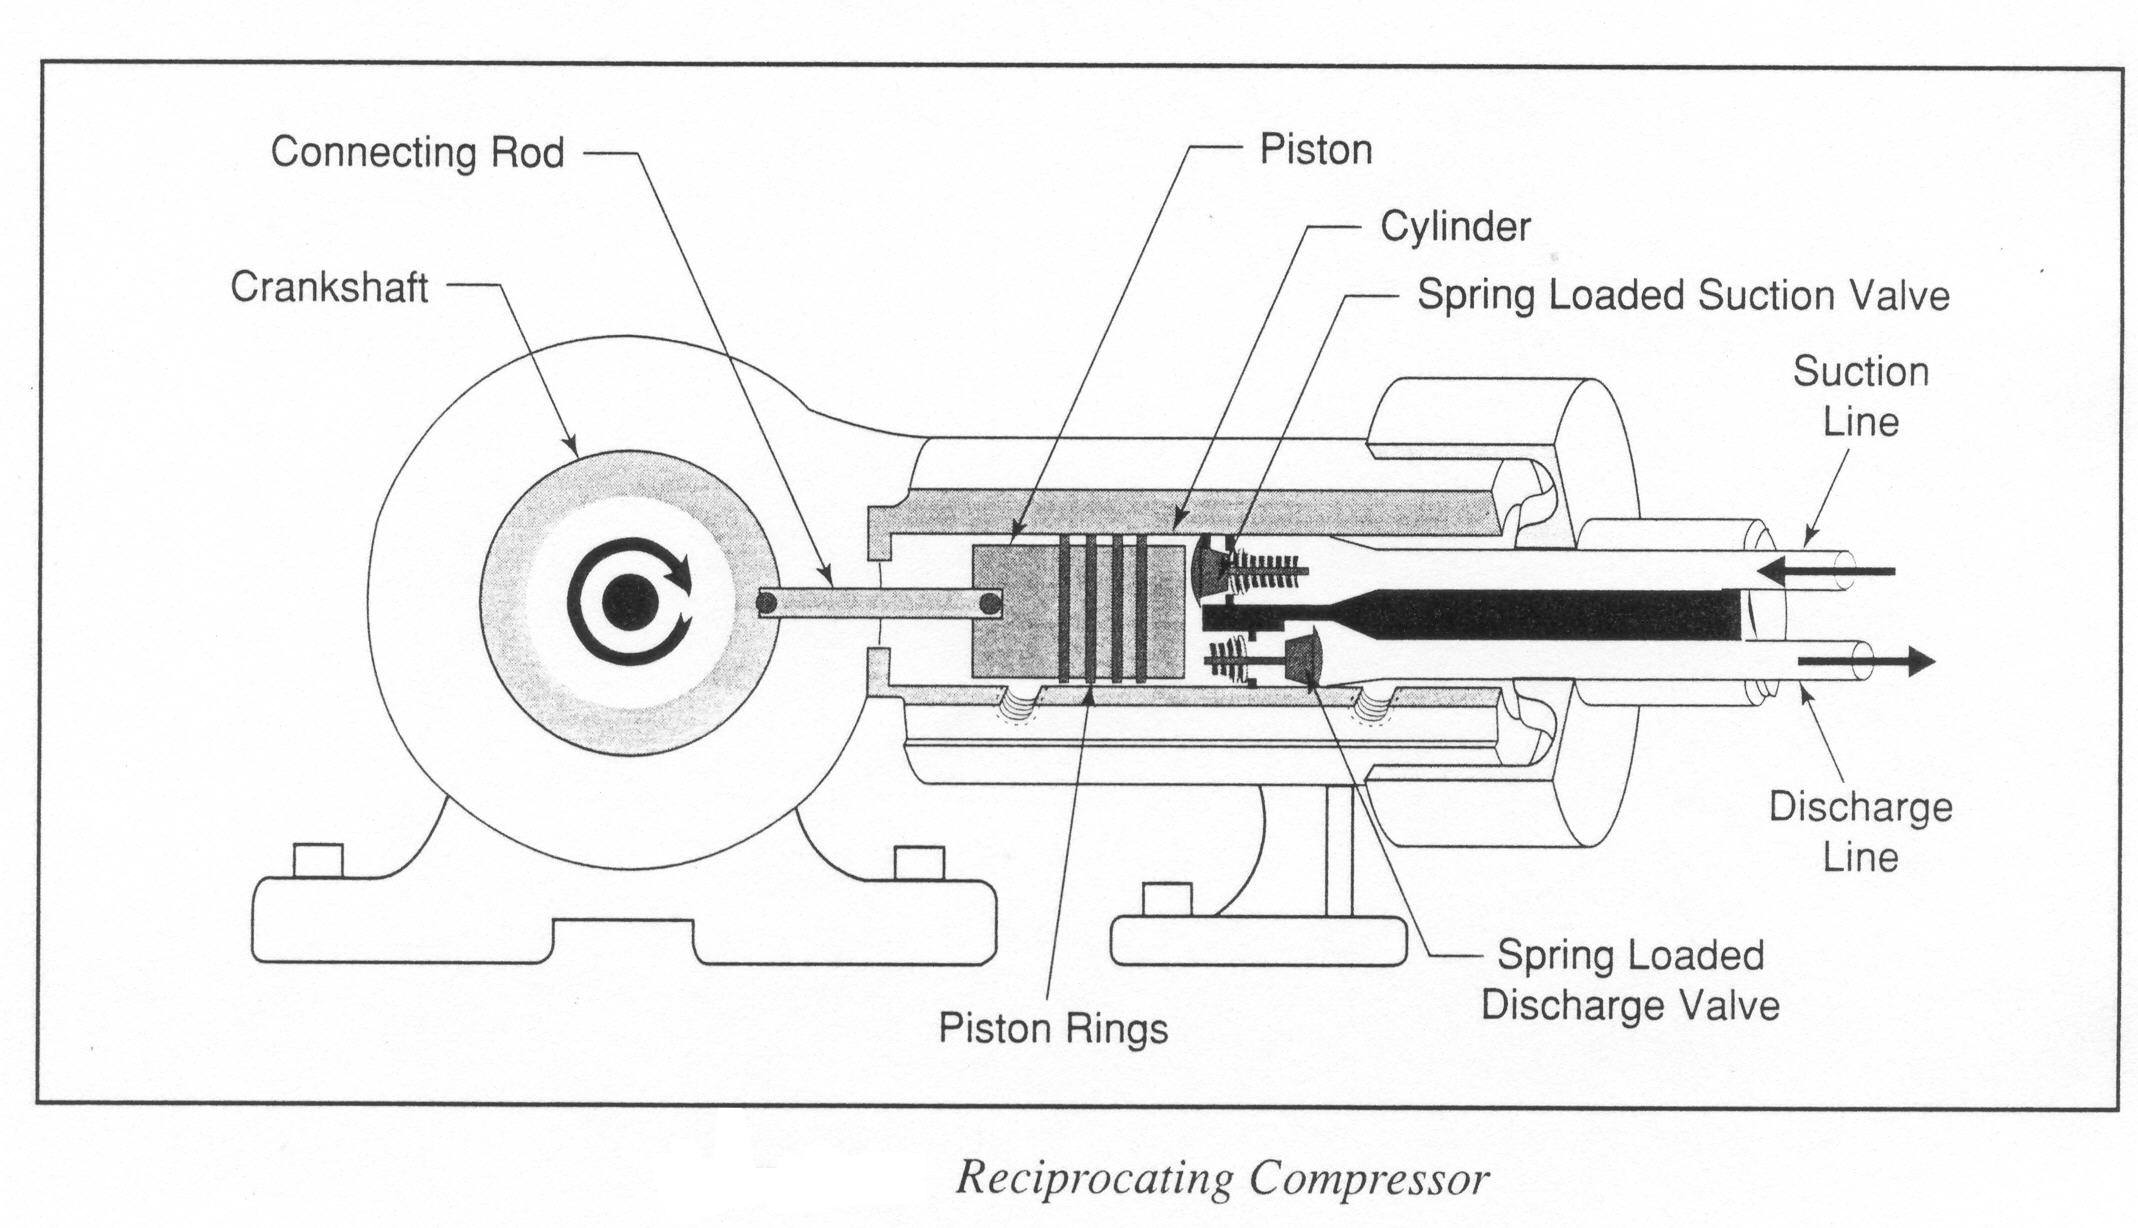 Connecting Rod
Piston
Cylinder
Crankshaft
Spring Loaded Suction Valve
Suction
Line
Discharge
Line
Spring Loaded
Discharge Valve
Piston Rings
Reciprocating Compressor